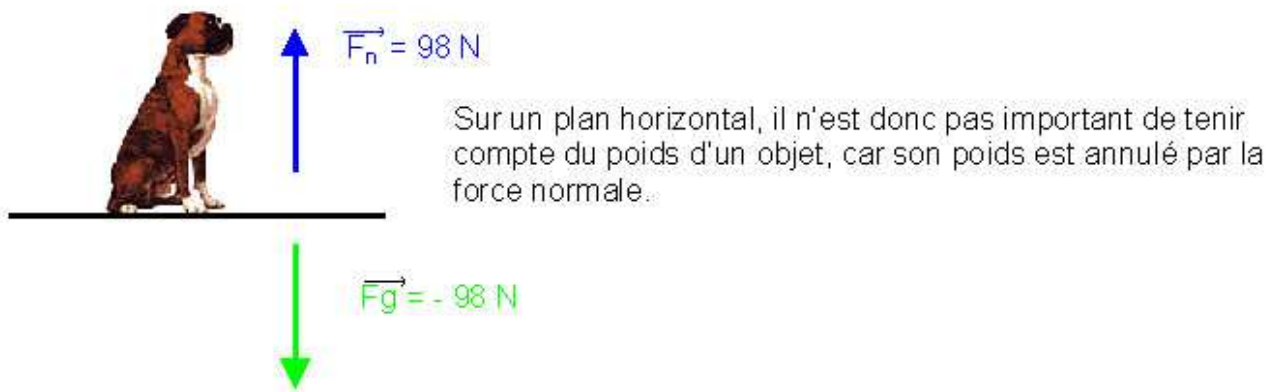 Fn = 98 N
Sur un plan horizontal, il n'est donc pas important de tenir
compte du poids d'un objet, car son poids est annulé par la
force normale.
Fg = - 98 N